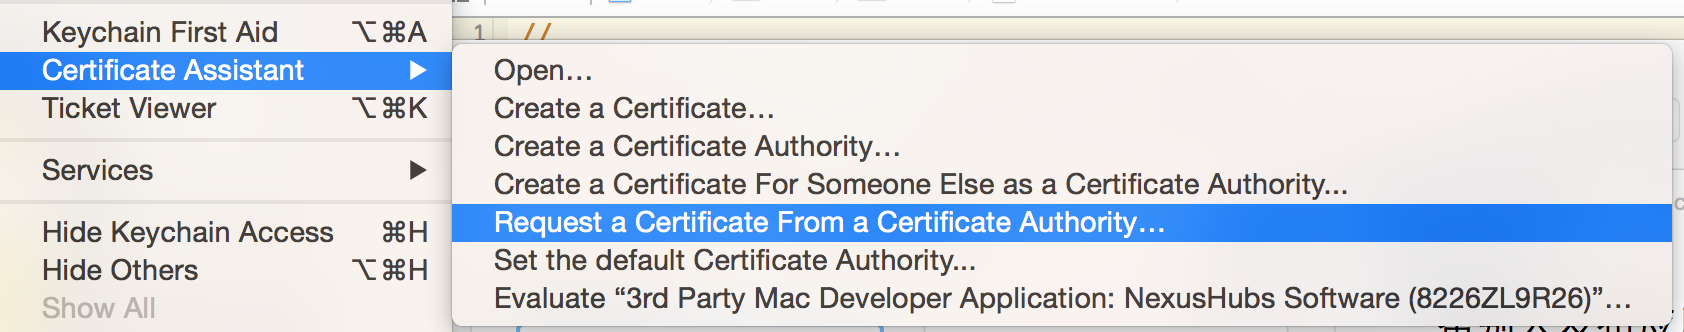 Keychain First Aid ⌥⌘A
Certificate Assistant ▶
Ticket Viewer ⌥⌘K
Services ▶
Hide Keychain Access ⌘H
Hide Others ⌥⌘H
Show All
1 //
Open...
Create a Certificate...
Create a Certificate Authority...
Create a Certificate For Someone Else as a Certificate Authority...
Request a Certificate From a Certificate Authority...
Set the default Certificate Authority...
Evaluate “3rd Party Mac Developer Application: NexusHubs Software (8226ZL9R26)”...